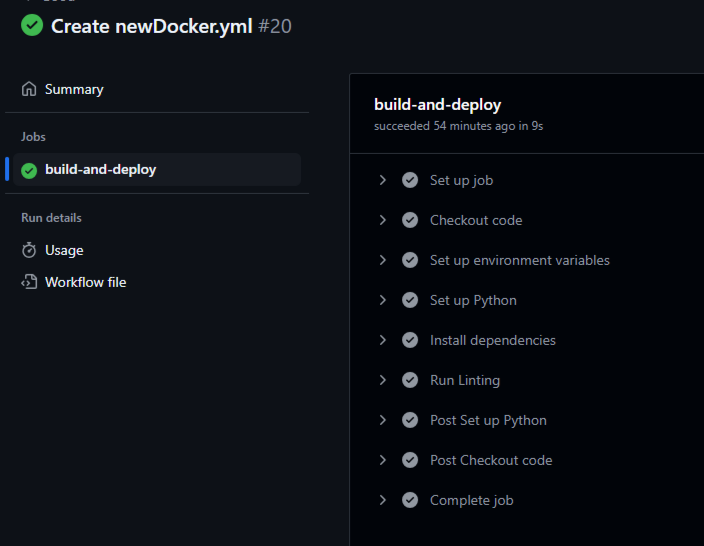 Create newDocker.yml #20
Summary
Jobs
build-and-deploy
Run details
Usage
Workflow file
build-and-deploy
succeeded 54 minutes ago in 9s
Set up job
Checkout code
Set up environment variables
Set up Python
Install dependencies
Run Linting
Post Set up Python
Post Checkout code
Complete job